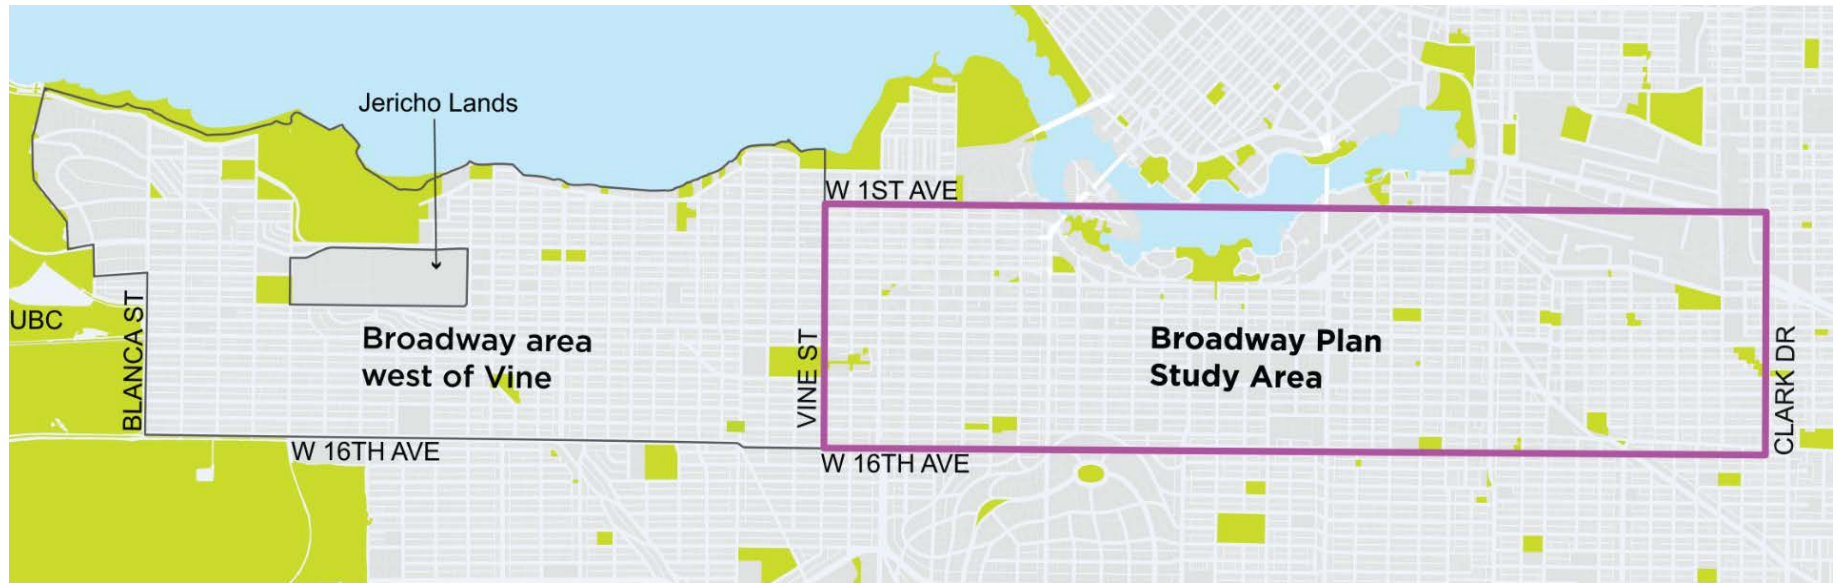 Jericho Lands
W 1ST AVE
UBC
BLANCA ST
Broadway area
west of Vine
VINE ST
Broadway Plan
Study Area
CLARK DR
W 16TH AVE
W 16TH AVE